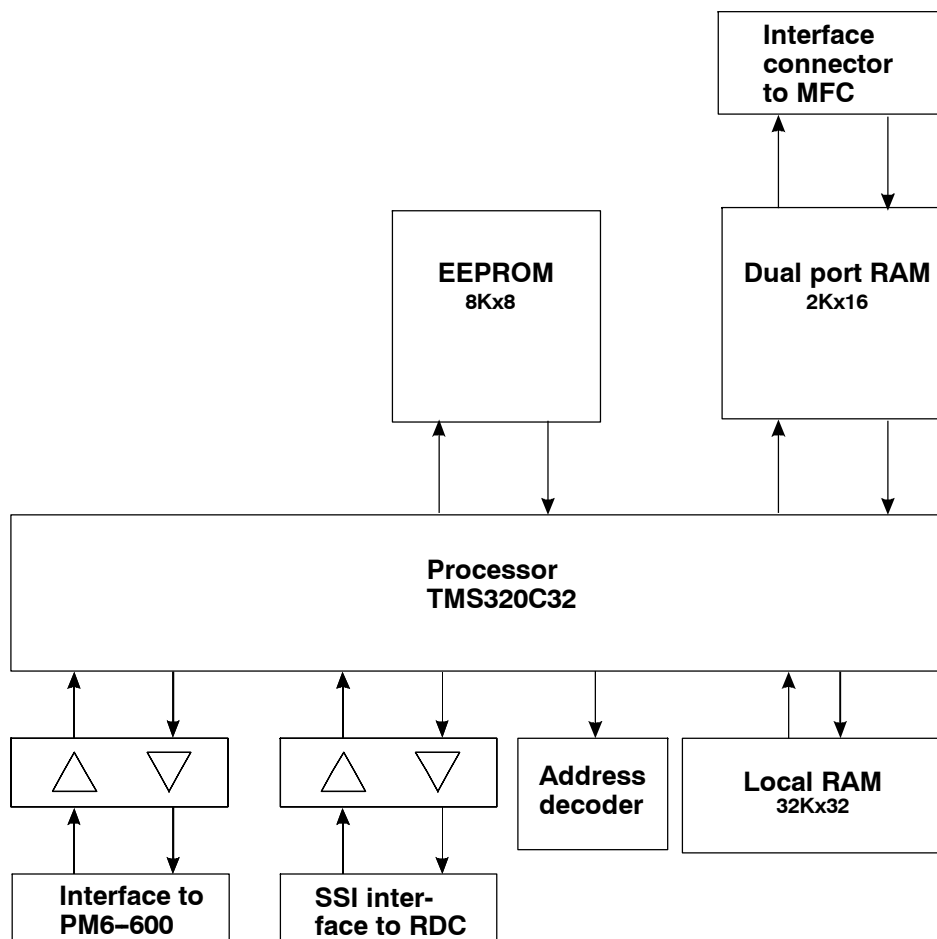 Interface
connector
to MFC
EEPROM
8Kx8
Dual port RAM
2Kx16
Processor
TMS320C32
Address
decoder
Local RAM
32Kx32
Interface to
PM6–600
SSI inter-
face to RDC